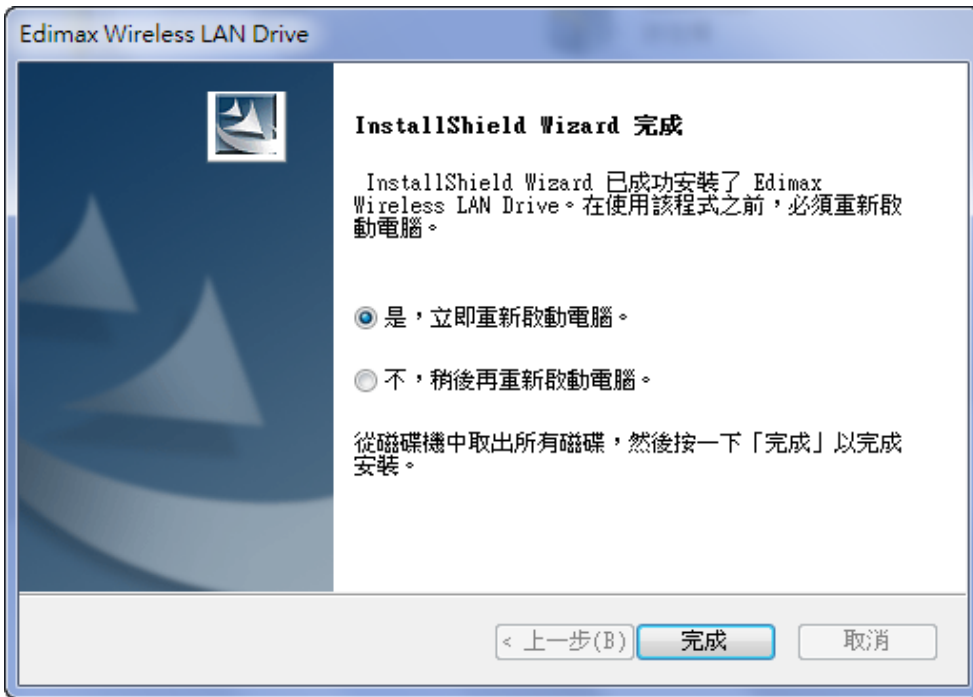 Edimax Wireless LAN Drive
InstallShield Wizard 完成
InstallShield Wizard 已成功安裝了 Edimax
Wireless LAN Drive。在使用該程式之前，必須重新啟
動電腦。
是，立即重新啟動電腦。
不，稍後再重新啟動電腦。
從磁碟機中取出所有磁碟，然後按一下「完成」以完成
安裝。
< 上一步(B)
完成
取消